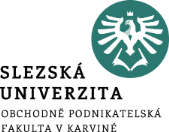 SLEZSKÁ
UNIVERZITA
OBCHODNĚ PODNIKATELSKÁ
FAKULTA V KARVINÉ